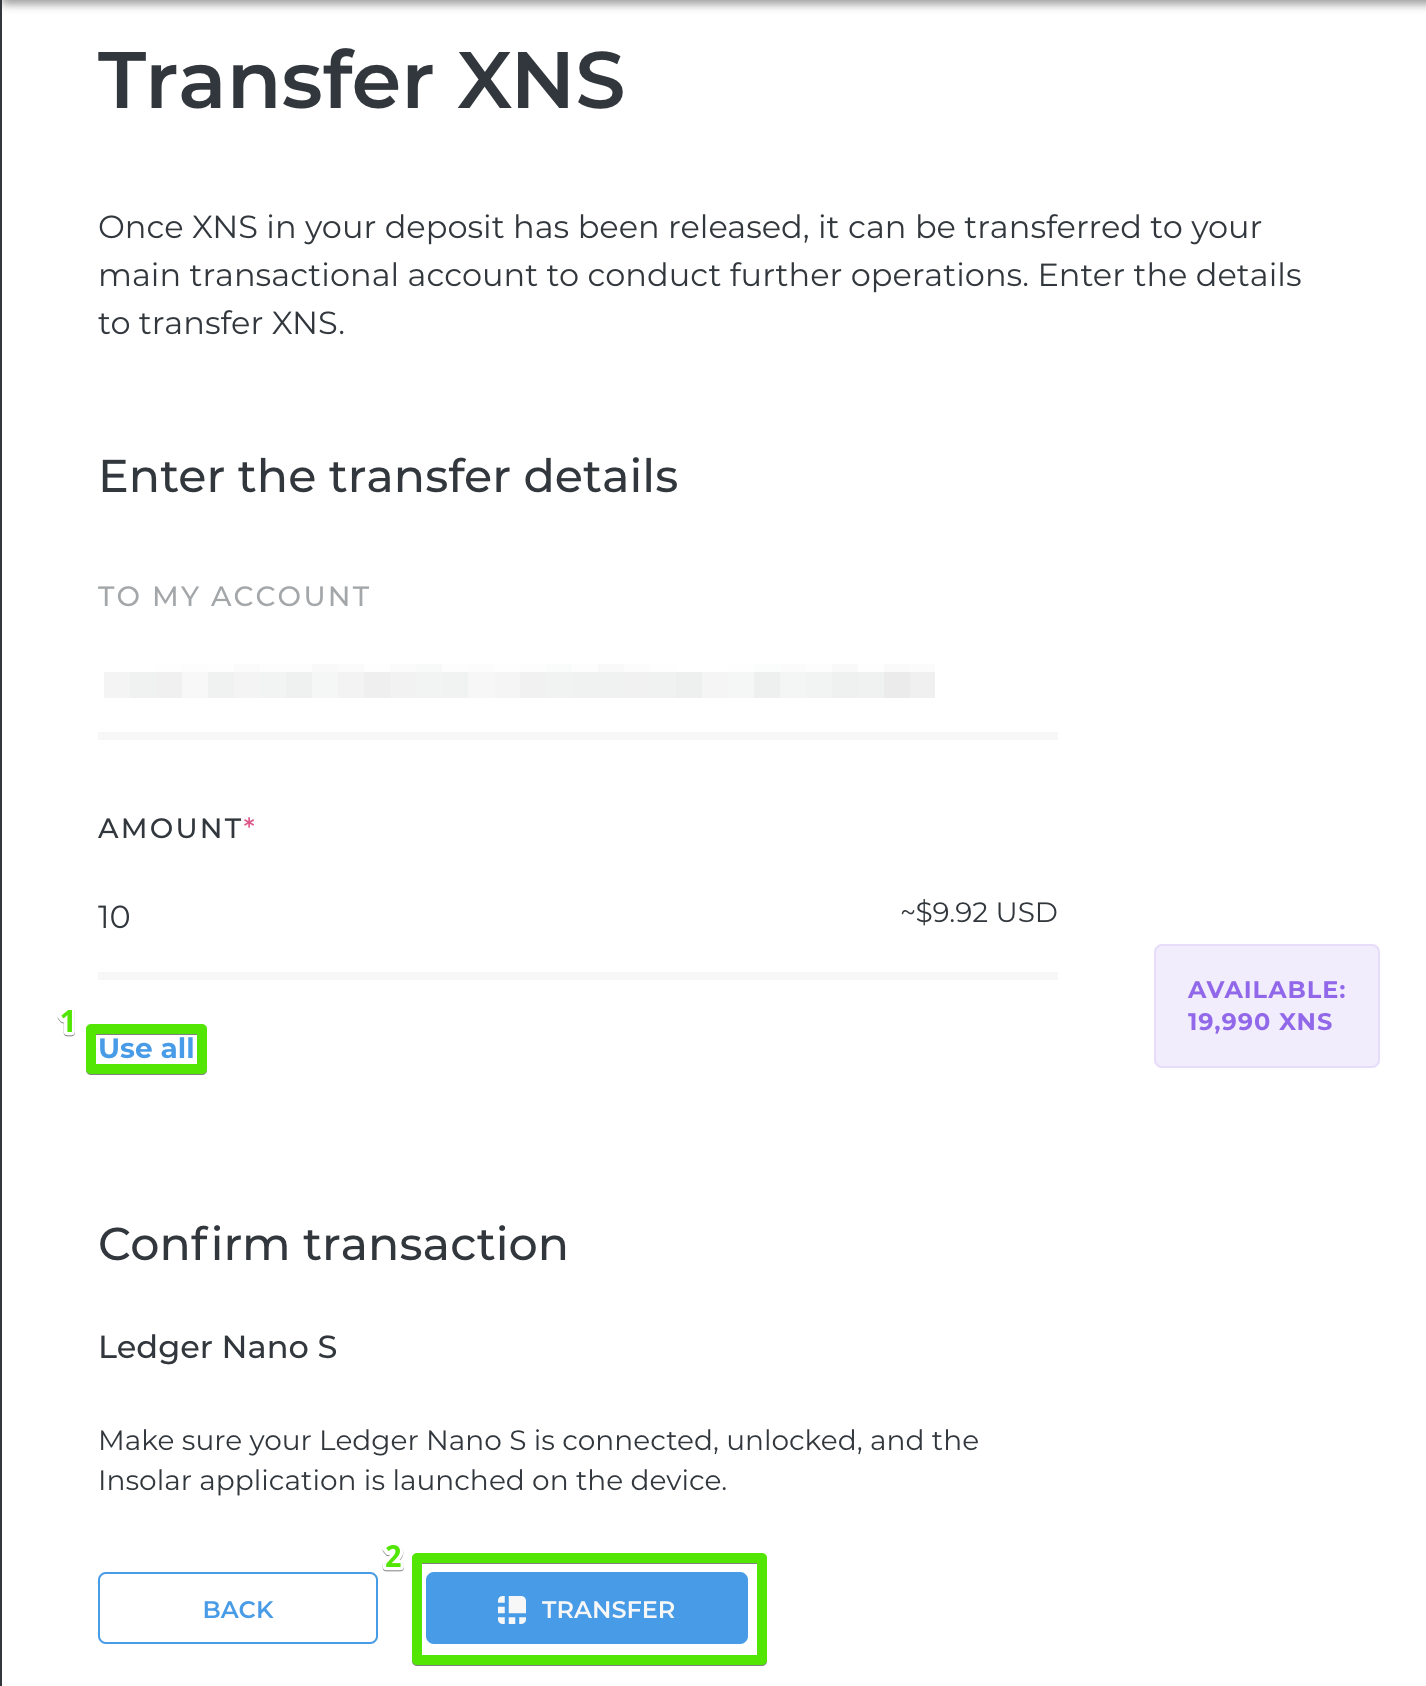 Transfer XNS
Once XNS in your deposit has been released, it can be transferred to your
main transactional account to conduct further operations. Enter the details
to transfer XNS.
Enter the transfer details
TO MY ACCOUNT
AMOUNT*
10
~$9.92 USD
AVAILABLE:
19,990 XNS
1
Use all
Confirm transaction
Ledger Nano S
Make sure your Ledger Nano S is connected, unlocked, and the
Insolar application is launched on the device.
2
BACK
TRANSFER